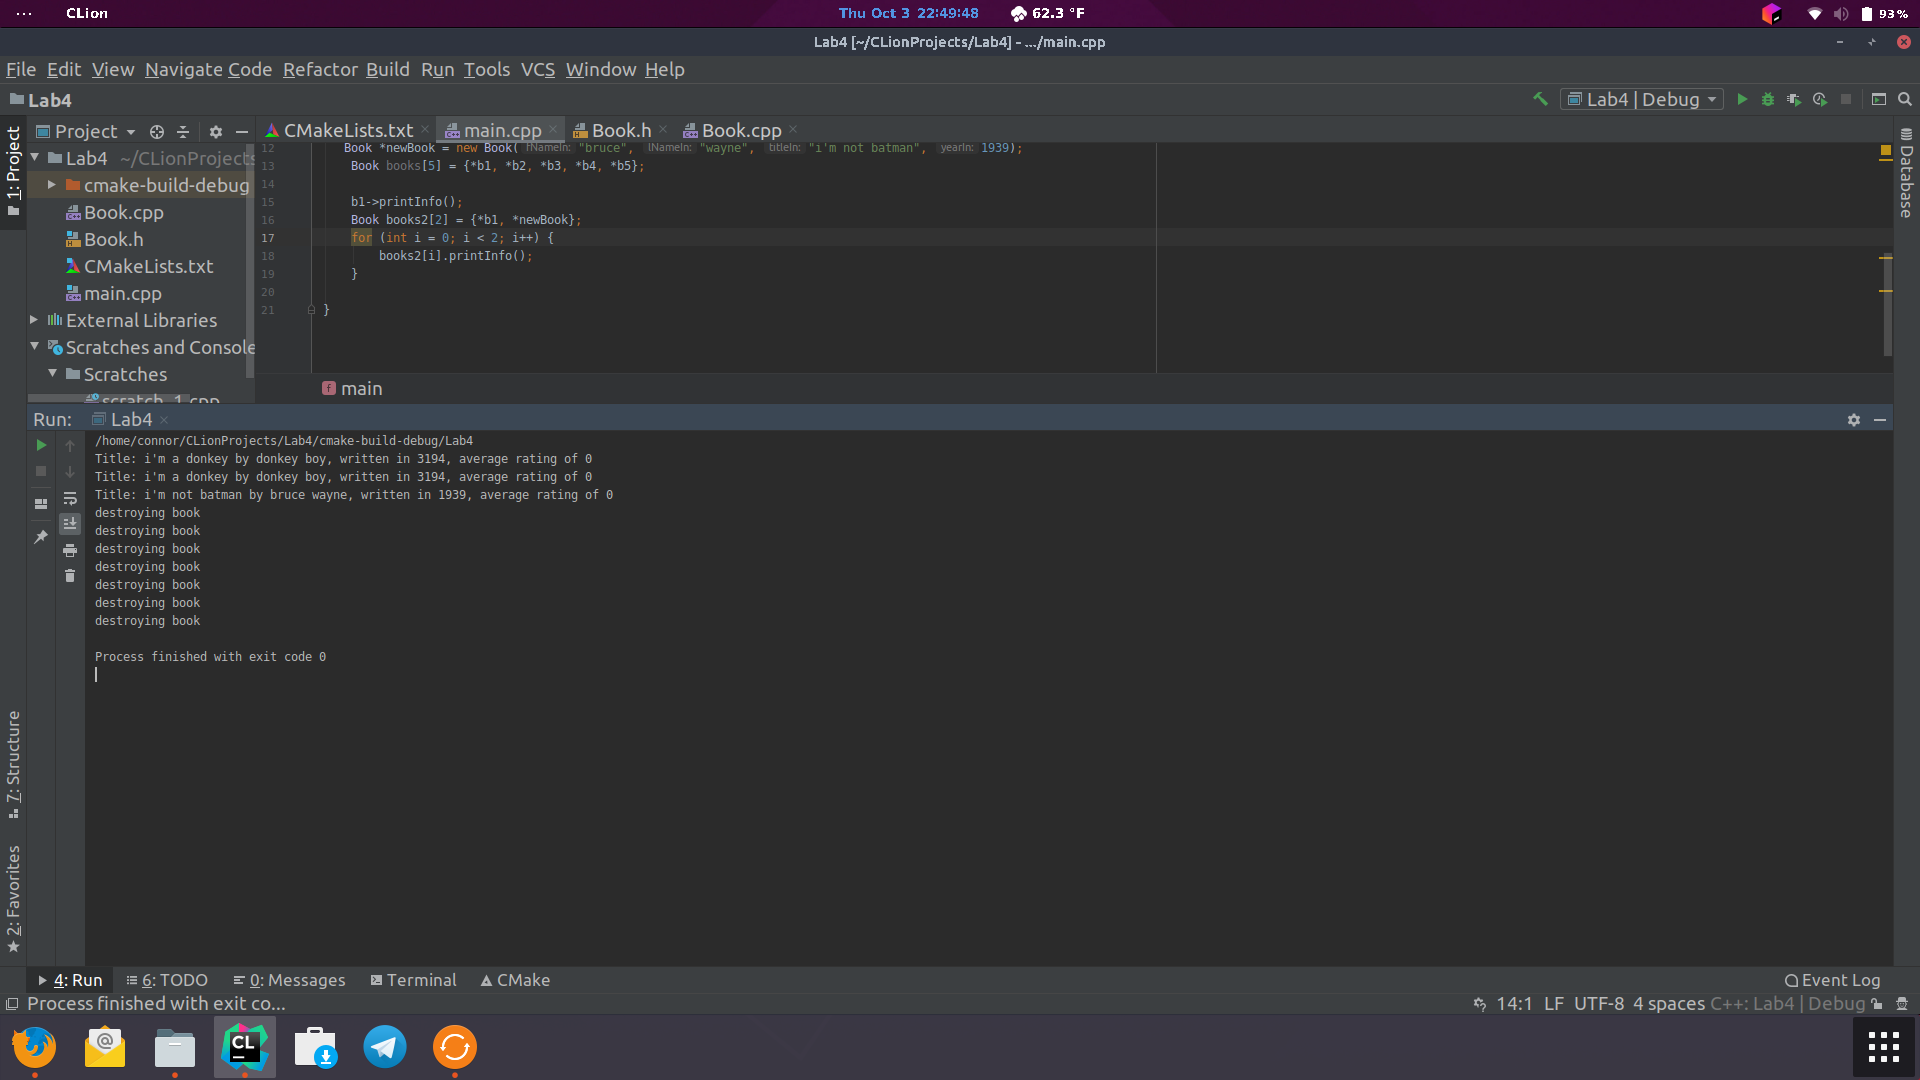 CLion
Thu Oct 3 22:49:48
62.3 °F
93%
Lab4 [~/CLionProjects/Lab4] - .../main.cpp
File Edit View Navigate Code Refactor Build Run Tools VCS Window Help
Lab4
Lab4 | Debug
1: Project
Project
CMakeLists.txt
main.cpp
Book.h
Book.cpp
Database
Lab4 ~/CLionProjects
cmake-build-debug
Book.cpp
Book.h
CMakeLists.txt
main.cpp
External Libraries
Scratches and Console
Scratches
scratch_1.cpp
12 Book *newBook = new Book( fNameIn: "bruce", lNameIn: "wayne", titleIn: "i'm not batman", yearIn: 1939);
13 Book books[5] = {*b1, *b2, *b3, *b4, *b5};
14
15 b1->printInfo();
16 Book books2[2] = {*b1, *newBook};
17 for (int i = 0; i < 2; i++) {
18 books2[i].printInfo();
19 }
20
21 }
main
Run: Lab4
/home/connor/CLionProjects/Lab4/cmake-build-debug/Lab4
Title: i'm a donkey by donkey boy, written in 3194, average rating of 0
Title: i'm a donkey by donkey boy, written in 3194, average rating of 0
Title: i'm not batman by bruce wayne, written in 1939, average rating of 0
destroying book
destroying book
destroying book
destroying book
destroying book
destroying book
destroying book
Process finished with exit code 0
7: Structure
2: Favorites
4: Run
6: TODO
0: Messages
Terminal
CMake
Event Log
Process finished with exit co...
14:1 LF UTF-8 4 spaces C++: Lab4 | Debug
CL